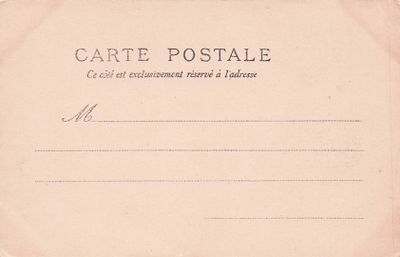 CARTE POSTALE
Ce côté est exclusivement réservé à l'adresse
M